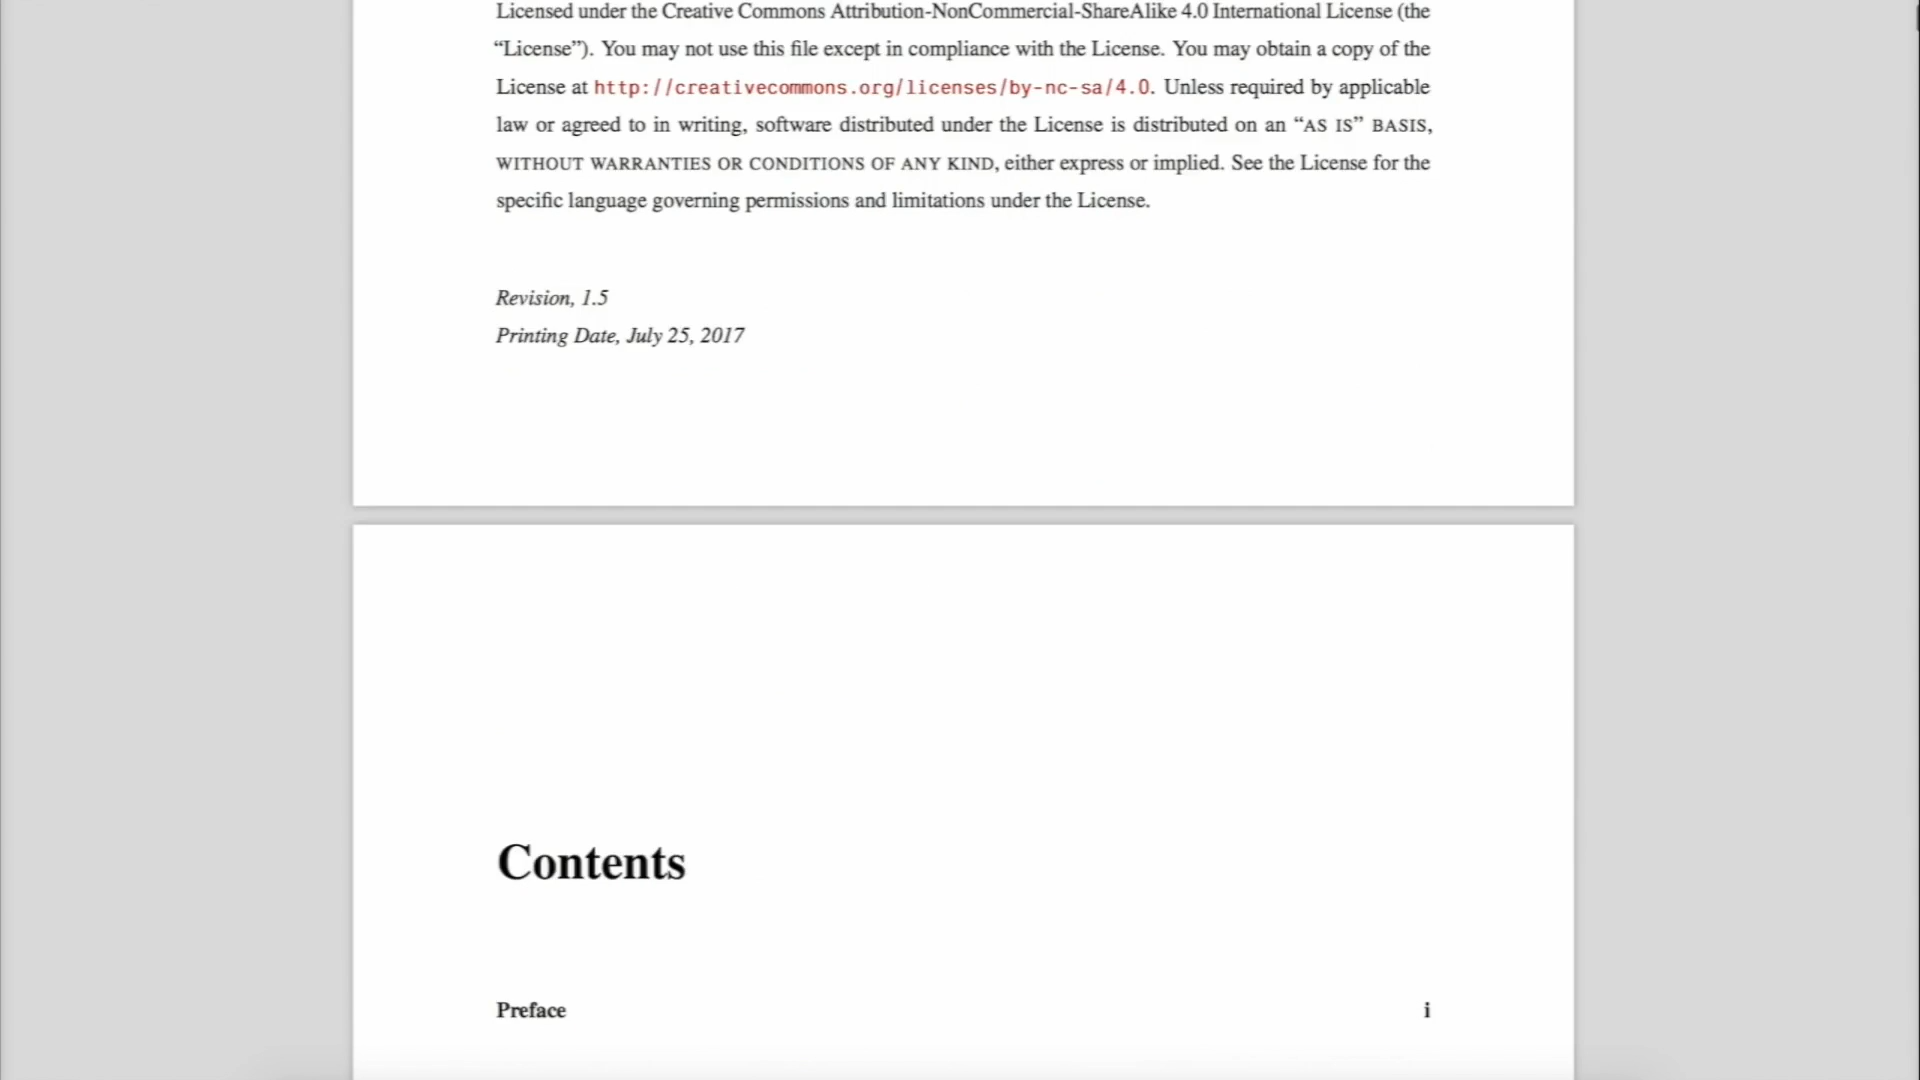 Licensed under the Creative Commons Attribution-NonCommercial-ShareAlike 4.0 International License (the
“License”). You may not use this file except in compliance with the License. You may obtain a copy of the
License at http://creativecommons.org/licenses/by-nc-sa/4.0. Unless required by applicable
law or agreed to in writing, software distributed under the License is distributed on an “AS IS” BASIS,
WITHOUT WARRANTIES OR CONDITIONS OF ANY KIND, either express or implied. See the License for the
specific language governing permissions and limitations under the License.
Revision, 1.5
Printing Date, July 25, 2017
Contents
Preface i